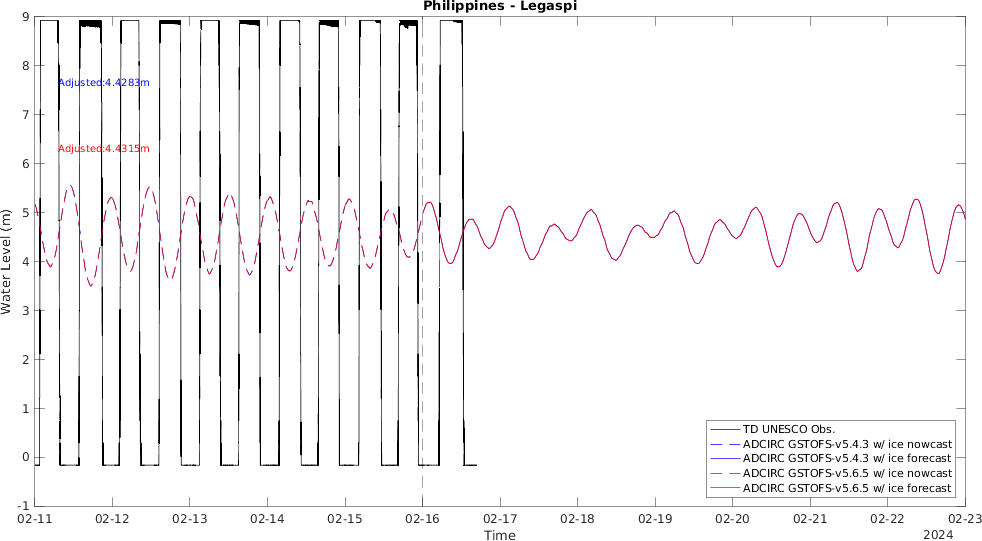 Philippines - Legaspi
9
8
7
6
5
4
3
2
1
0
-1
Water Level (m)
Adjusted:4.4283m
Adjusted:4.4315m
TD UNESCO Obs.
ADCIRC GSTOFS-v5.4.3 w/ ice nowcast
ADCIRC GSTOFS-v5.4.3 w/ ice forecast
ADCIRC GSTOFS-v5.6.5 w/ ice nowcast
ADCIRC GSTOFS-v5.6.5 w/ ice forecast
02-11 02-12 02-13 02-14 02-15 02-16 02-17 02-18 02-19 02-20 02-21 02-22 02-23
Time
2024